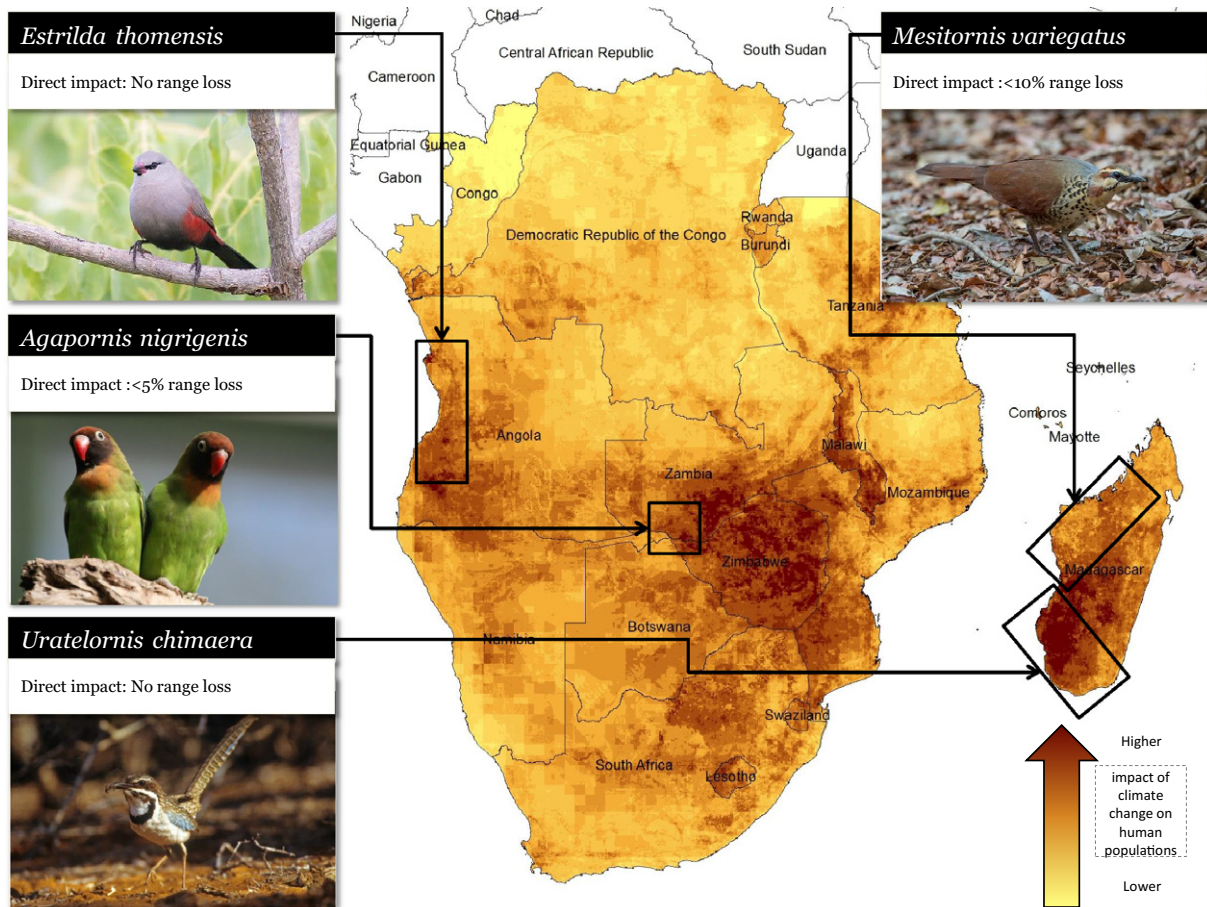 Estrilda thomensis
Direct impact: No range loss
Agapornis nigrigenis
Direct impact :<5% range loss
Uratelornis chimaera
Direct impact: No range loss
Mesitornis variegatus
Direct impact :<10% range loss
Nigeria
Chad
Central African Republic
South Sudan
Cameroon
Equatorial Guinea
Gabon
Congo
Uganda
Democratic Republic of the Congo
Rwanda
Burundi
Tanzania
Seychelles
Comoros
Mayotte
Angola
Malawi
Zambia
Mozambique
Zimbabwe
Madagascar
Namibia
Botswana
Swaziland
South Africa
Lesotho
Higher
impact of
climate
change on
human
populations
Lower